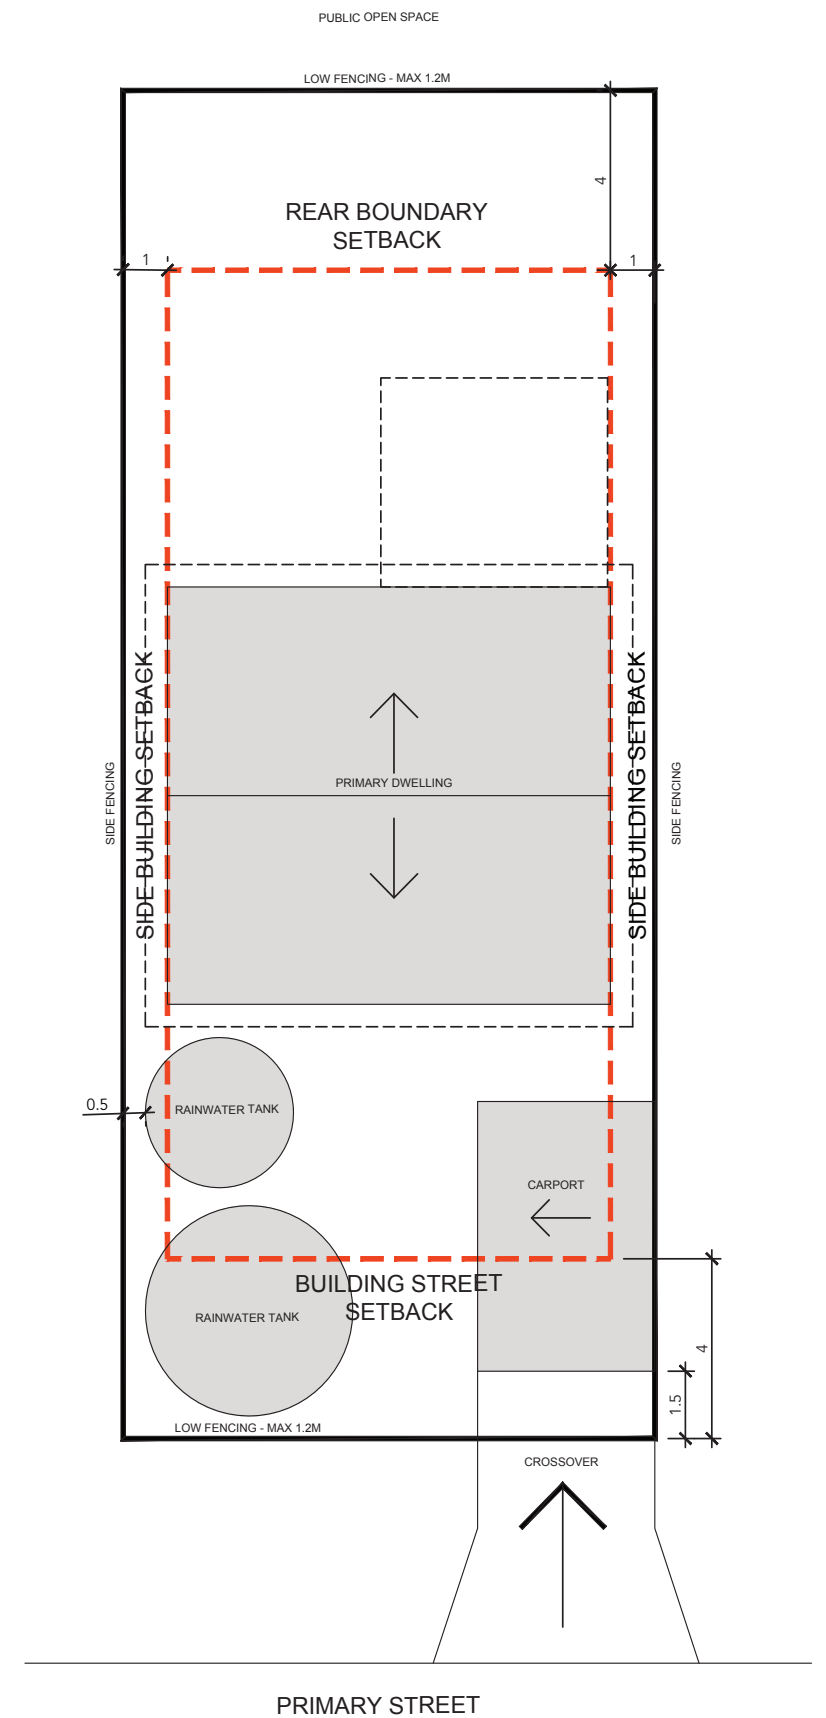 PUBLIC OPEN SPACE
LOW FENCING - MAX 1.2M
4
REAR BOUNDARY
SETBACK
1
1
SIDE BUILDING SETBACK
SIDE BUILDING SETBACK
SIDE FENCING
SIDE FENCING
PRIMARY DWELLING
0.5
RAINWATER TANK
CARPORT
BUILDING STREET
SETBACK
RAINWATER TANK
4
1.5
LOW FENCING - MAX 1.2M
CROSSOVER
PRIMARY STREET